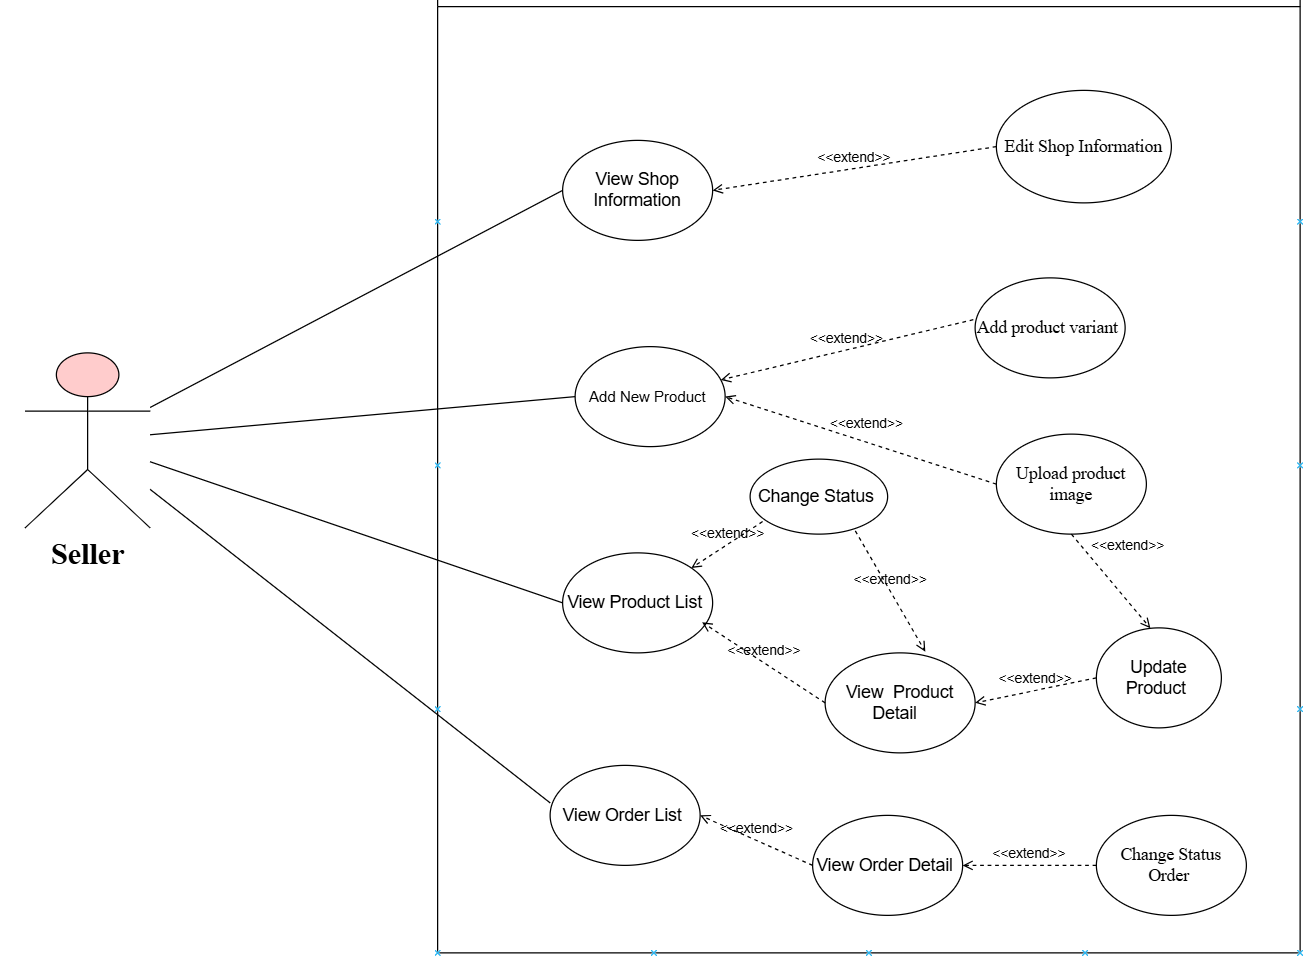 Edit Shop Information
<<extend>>
View Shop
Information
Add product variant
<<extend>>
Add New Product
<<extend>>
Upload product
image
Change Status
<<extend>>
<<extend>>
Seller
<<extend>>
View Product List
<<extend>>
Update
Product
<<extend>>
View  Product
Detail
View Order List
<<extend>>
<<extend>>
Change Status
Order
View Order Detail